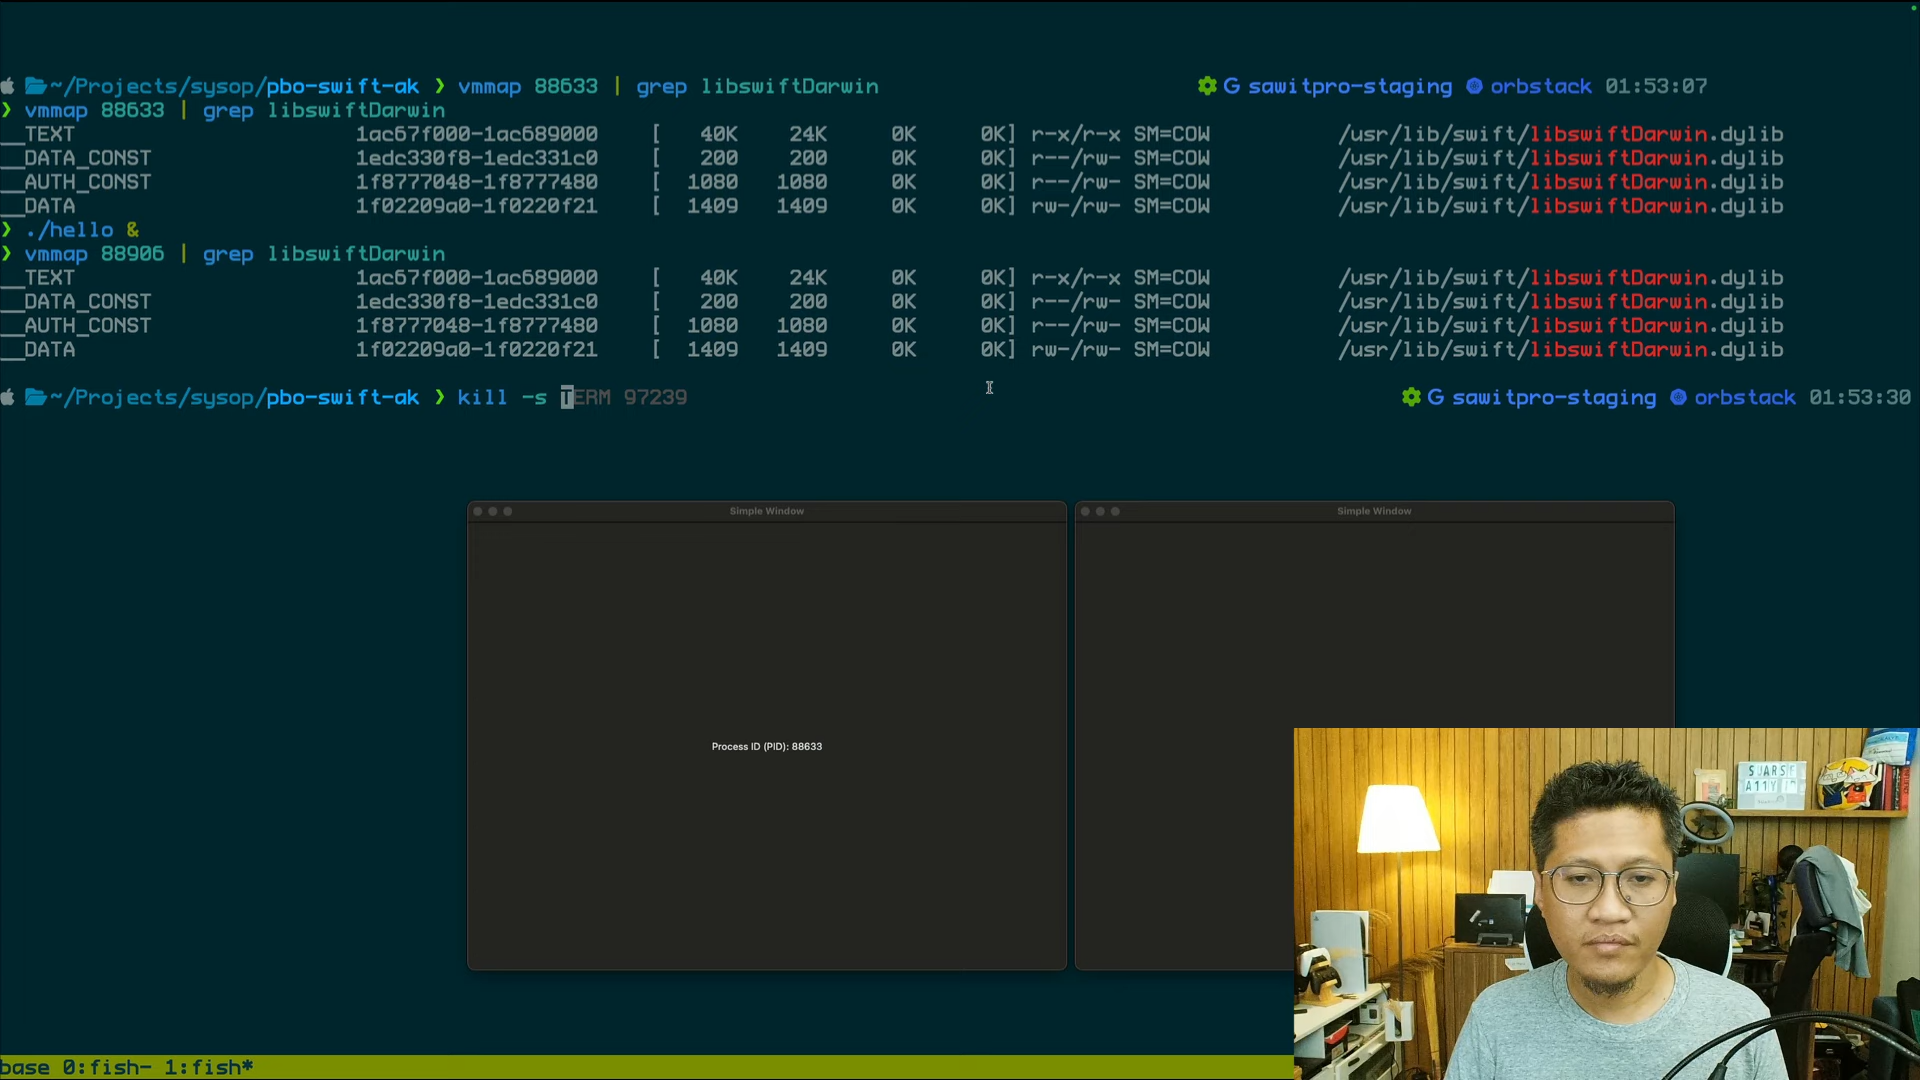 ~/Projects/sysop/pbo-swift-ak ❯ vmmap 88633 | grep libswiftDarwin G sawitpro-staging orbstack 01:53:07
❯ vmmap 88633 | grep libswiftDarwin
__TEXT 1ac67f000-1ac689000 [ 40K 24K 0K 0K] r-x/r-x SM=COW /usr/lib/swift/libswiftDarwin.dylib
__DATA_CONST 1edc330f8-1edc331c0 [ 200 200 0K 0K] r--/rw- SM=COW /usr/lib/swift/libswiftDarwin.dylib
__AUTH_CONST 1f8777048-1f8777480 [ 1080 1080 0K 0K] r--/rw- SM=COW /usr/lib/swift/libswiftDarwin.dylib
__DATA 1f02209a0-1f0220f21 [ 1409 1409 0K 0K] rw-/rw- SM=COW /usr/lib/swift/libswiftDarwin.dylib
❯ ./hello &
❯ vmmap 88906 | grep libswiftDarwin
__TEXT 1ac67f000-1ac689000 [ 40K 24K 0K 0K] r-x/r-x SM=COW /usr/lib/swift/libswiftDarwin.dylib
__DATA_CONST 1edc330f8-1edc331c0 [ 200 200 0K 0K] r--/rw- SM=COW /usr/lib/swift/libswiftDarwin.dylib
__AUTH_CONST 1f8777048-1f8777480 [ 1080 1080 0K 0K] r--/rw- SM=COW /usr/lib/swift/libswiftDarwin.dylib
__DATA 1f02209a0-1f0220f21 [ 1409 1409 0K 0K] rw-/rw- SM=COW /usr/lib/swift/libswiftDarwin.dylib
~/Projects/sysop/pbo-swift-ak ❯ kill -s TERM 97239 G sawitpro-staging orbstack 01:53:30
Simple Window
Simple Window
Process ID (PID): 88633
SUARSF
A11Y
base 0:fish- 1:fish*